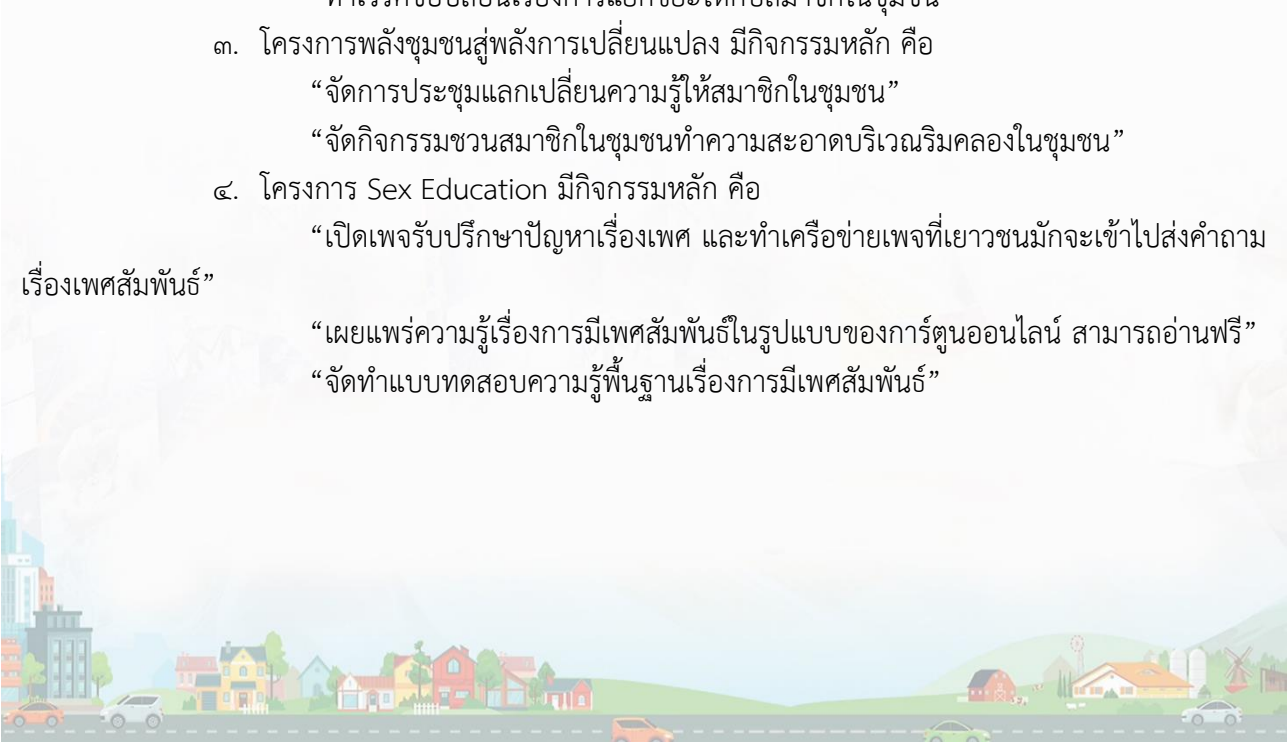 ๓. โครงการพลังชุมชนสู่พลังการเปลี่ยนแปลง มีกิจกรรมหลัก คือ
“จัดการประชุมแลกเปลี่ยนความรู้ให้สมาชิกในชุมชน”
“จัดกิจกรรมชวนสมาชิกในชุมชนทำความสะอาดบริเวณริมคลองในชุมชน”
๔. โครงการ Sex Education มีกิจกรรมหลัก คือ
“เปิดเพจรับปรึกษาปัญหาเรื่องเพศ และทำเครือข่ายเพจที่เยาวชนมักจะเข้าไปส่งคำถาม
เรื่องเพศสัมพันธ์”
“เผยแพร่ความรู้เรื่องการมีเพศสัมพันธ์ในรูปแบบของการ์ตูนออนไลน์ สามารถอ่านฟรี”
“จัดทำแบบทดสอบความรู้พื้นฐานเรื่องการมีเพศสัมพันธ์”